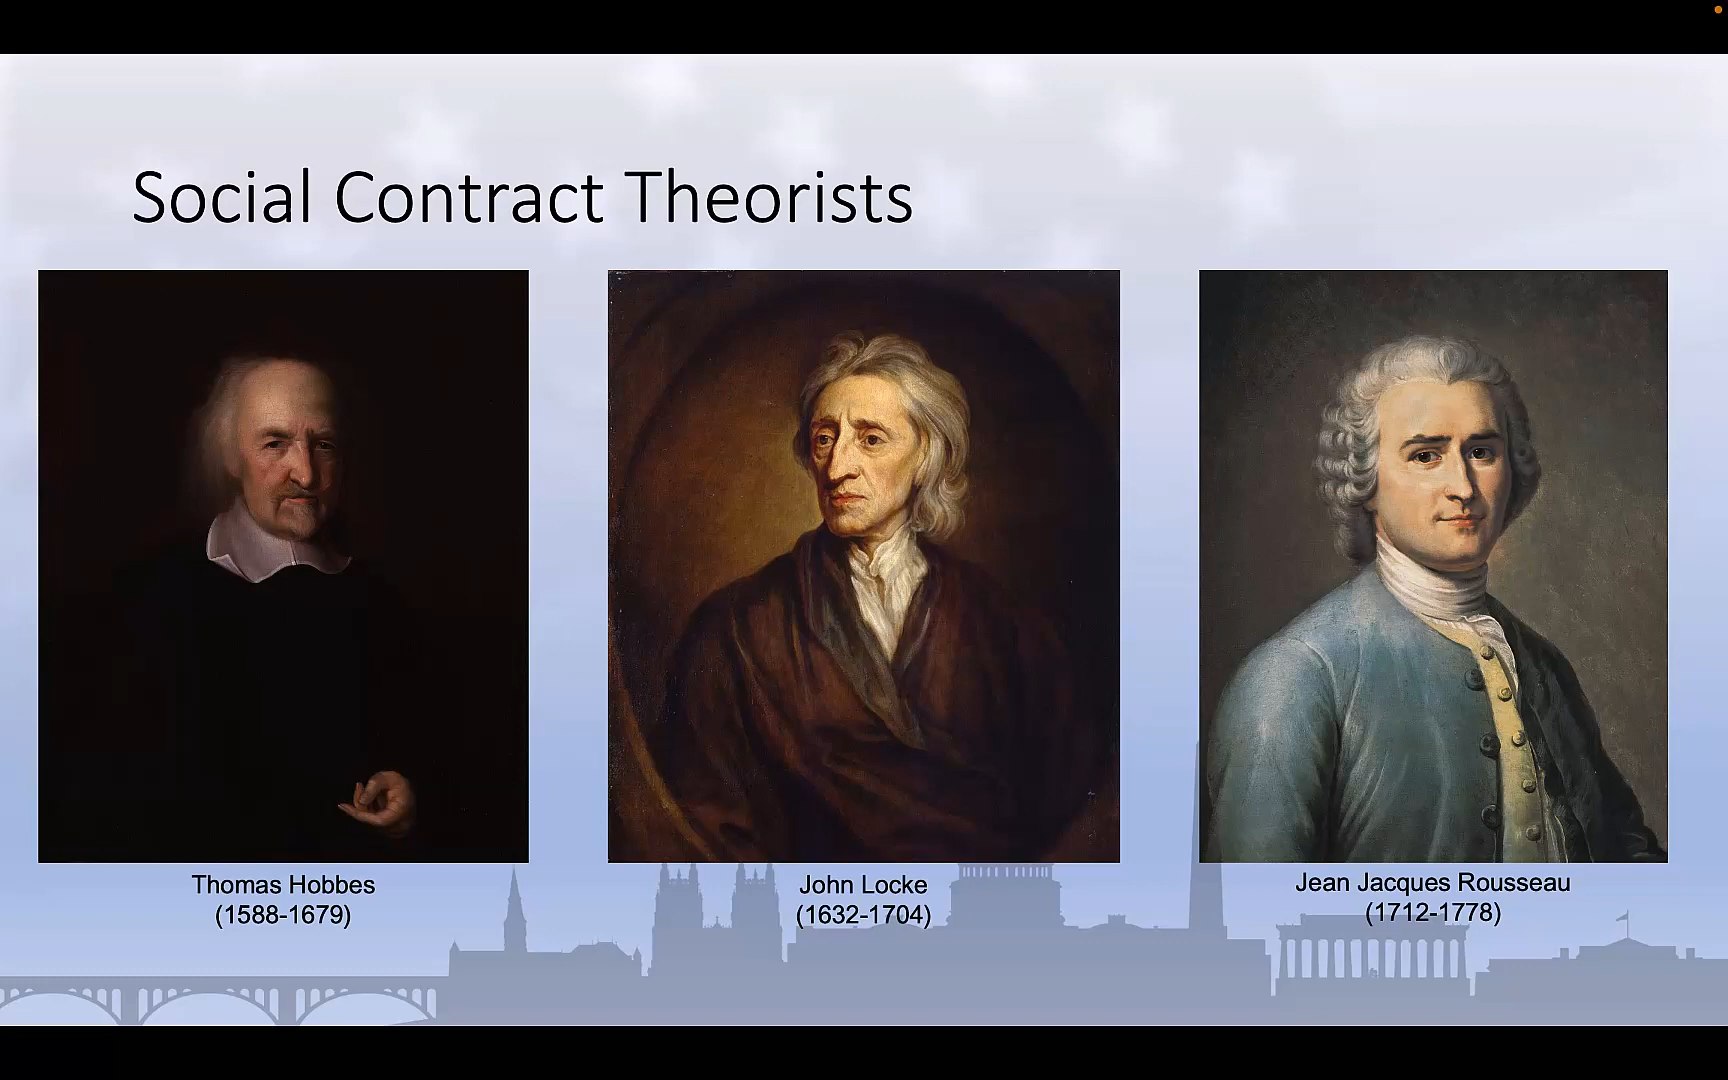 Social Contract Theorists
Thomas Hobbes
(1588-1679)
John Locke
(1632-1704)
Jean Jacques Rousseau
(1712-1778)